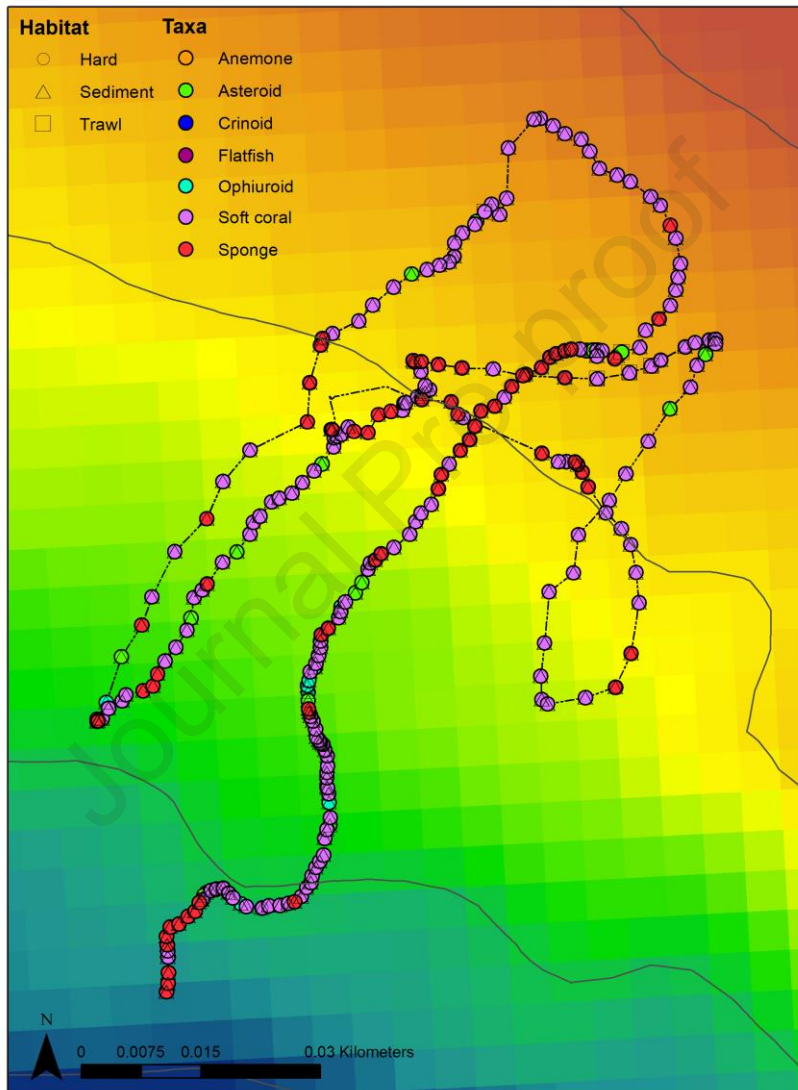 Habitat
Hard
Sediment
Trawl
Taxa
Anemone
Asteroid
Crinoid
Flatfish
Ophiuroid
Soft coral
Sponge
Journal Pre-proof
N
0 0.0075 0.015 0.03 Kilometers